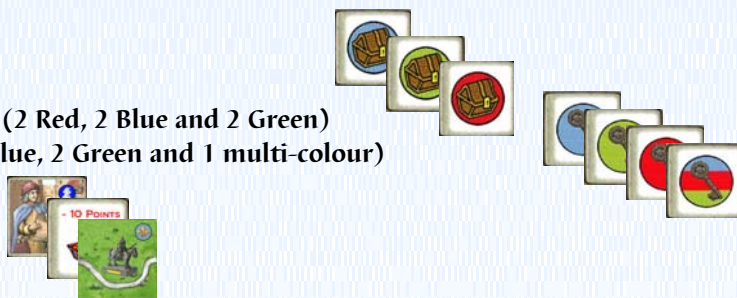 (2 Red, 2 Blue and 2 Green)
lue, 2 Green and 1 multi-colour)
- 10 POINTS